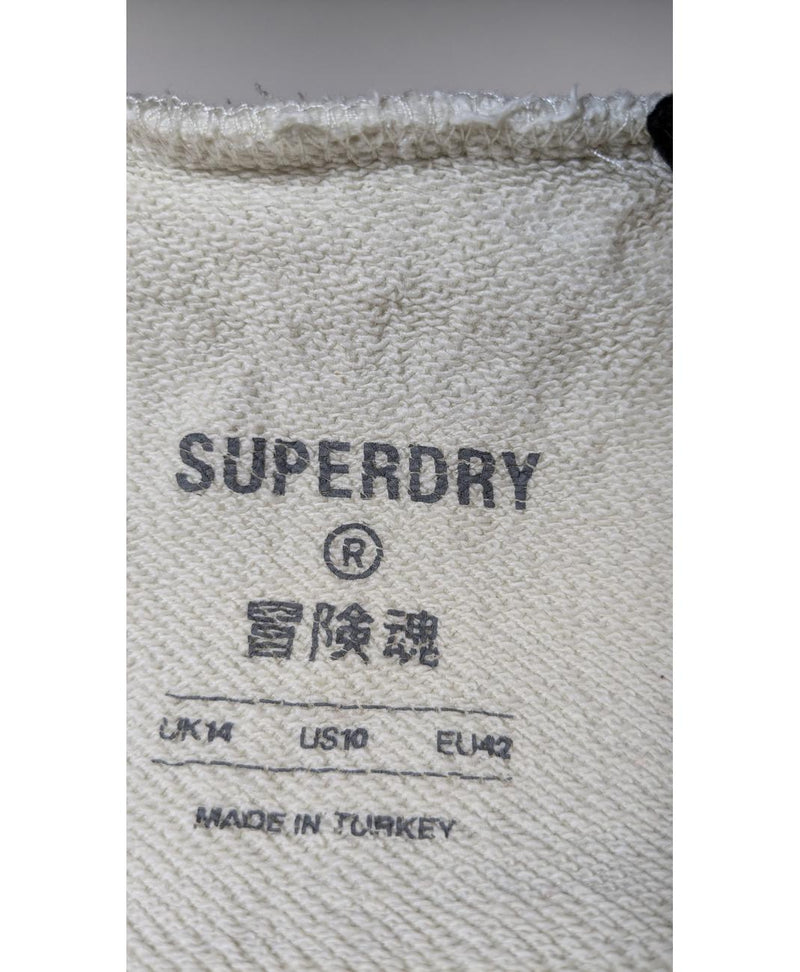 SUPERDRY
®
冒険魂
UK14 US10 EU42
MADE IN TURKEY